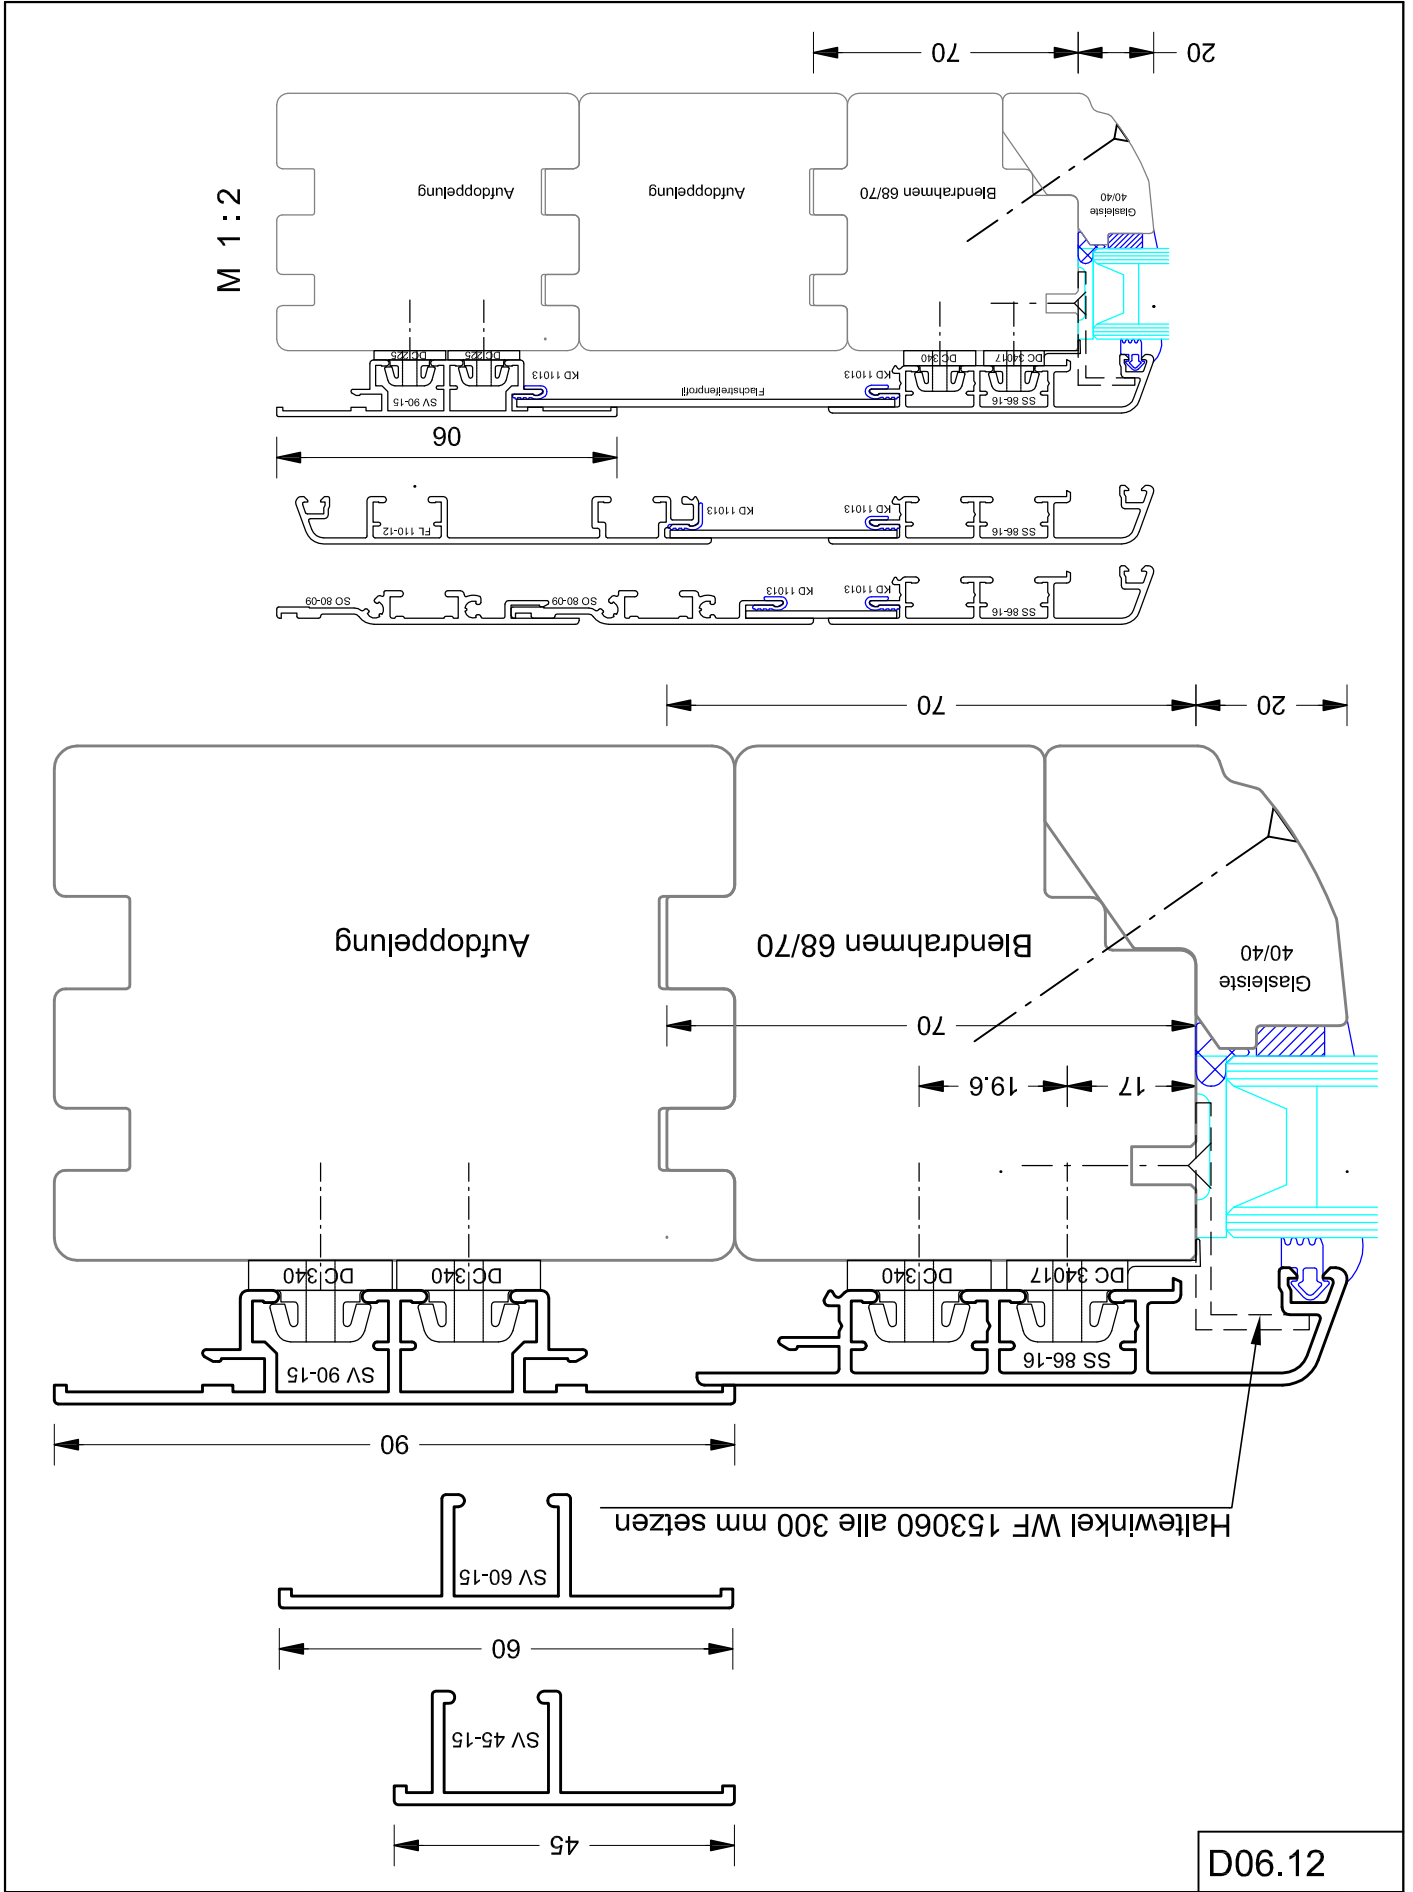 70
20
M 1:2
Aufdoppelung
Aufdoppelung
Blendrahmen 68/70
Glasleiste
40/40
DC 225
DC 225
DC 340
DC 34017
SV 90-15
KD 11013
Flachstreifenprofil
KD 11013
SS 86-16
90
FL 110-12
KD 11013
KD 11013
SS 86-16
SO 80-09
SO 80-09
KD 11013
KD 11013
SS 86-16
70
20
Aufdoppelung
Blendrahmen 68/70
Glasleiste
40/40
70
19.6
17
DC 340
DC 340
DC 340
DC 34017
SV 90-15
SS 86-16
90
Haltewinkel WF 153060 alle 300 mm setzen
SV 60-15
60
SV 45-15
45
D06.12